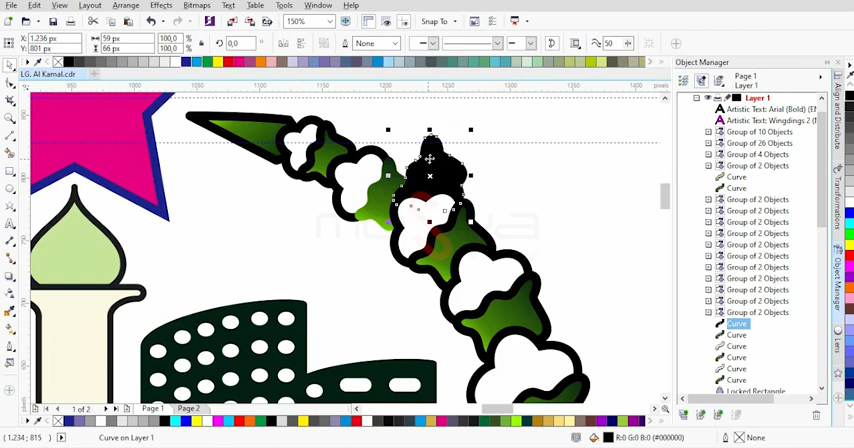 File Edit View Layout Arrange Effects Bitmaps Text Table Tools Window Help
150% Snap To
X: 1.236 px 59 px 100,0 %
Y: 801 px 66 px 100,0 %
0,0 None 50
LG. Al Kamal.cdr
950 1000 1050 1100 1150 1200 1250 1300 1350 1400 pixels
Object Manager
Page 1
Layer 1
Layer 1
Artistic Text: Arial (Bold) (EN
Artistic Text: Wingdings 2 (
Group of 10 Objects
Group of 26 Objects
Group of 4 Objects
Group of 2 Objects
Curve
Curve
Group of 2 Objects
Group of 2 Objects
Group of 2 Objects
Group of 2 Objects
Group of 2 Objects
Group of 2 Objects
Group of 2 Objects
Group of 2 Objects
Group of 2 Objects
Group of 2 Objects
Group of 2 Objects
Curve
Curve
Curve
Curve
Curve
Curve
Locked Rectangle
Align and Distribute
Transformations
Object Manager
Lens
1 of 2 Page 1 Page 2
(1.234 ; 815) Curve on Layer 1 R:0 G:0 B:0 (#000000) None